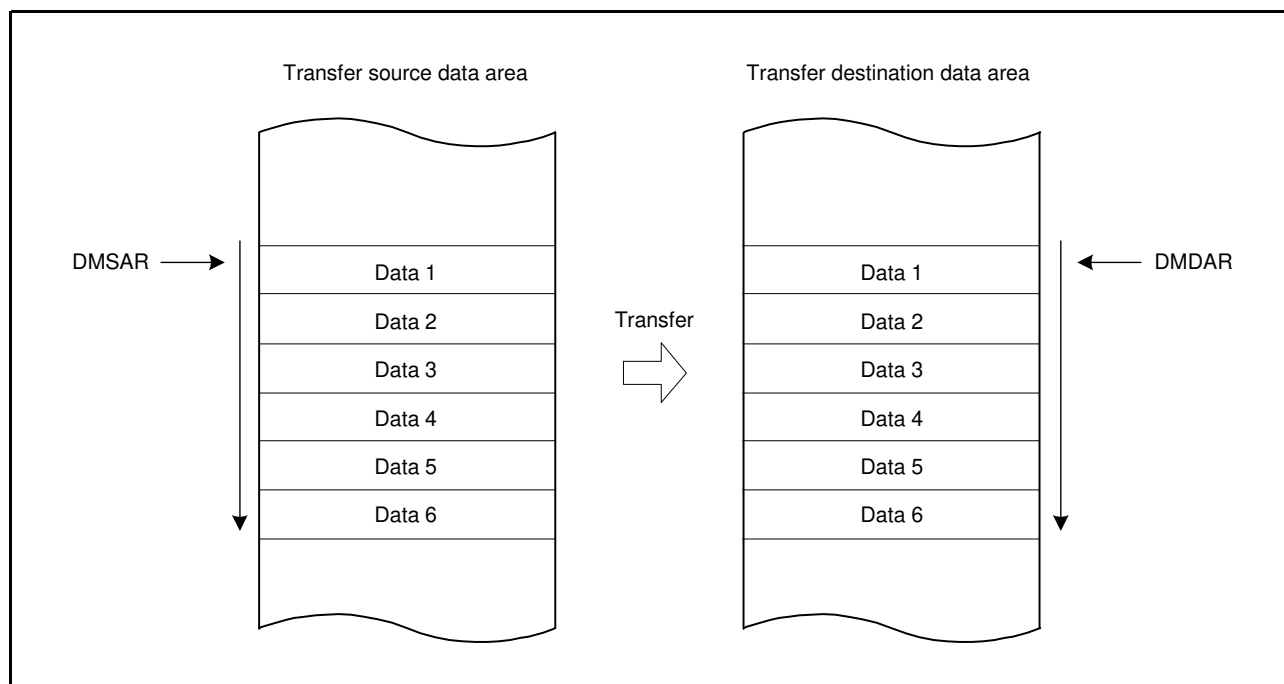 Transfer source data area
Transfer destination data area
DMSAR
Data 1
Data 2
Data 3
Data 4
Data 5
Data 6
Transfer
Data 1
Data 2
Data 3
Data 4
Data 5
Data 6
DMDAR